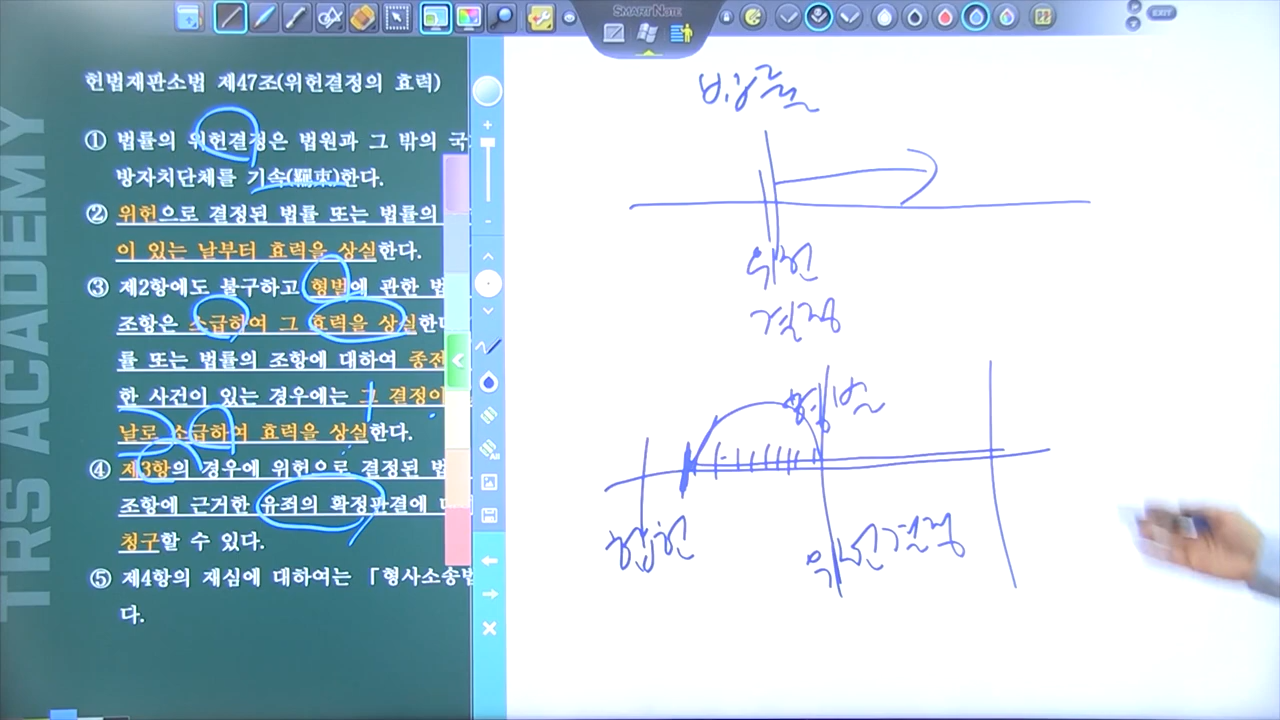 SMART NOTE
EXIT
TRS ACADEMY
헌법재판소법 제47조(위헌결정의 효력)
① 법률의 위헌결정은 법원과 그 밖의 국
방자치단체를 기속(羈束)한다.
② 위헌으로 결정된 법률 또는 법률의
이 있는 날부터 효력을 상실한다.
③ 제2항에도 불구하고 형벌에 관한 법
조항은 소급하여 그 효력을 상실한다
률 또는 법률의 조항에 대하여 종전
한 사건이 있는 경우에는 그 결정이
날로 소급하여 효력을 상실한다.
④ 제3항의 경우에 위헌으로 결정된 법
조항에 근거한 유죄의 확정판결에 대
청구할 수 있다.
⑤ 제4항의 재심에 대하여는 「형사소송법
다.
위헌
결정
형벌
합헌
위헌결정